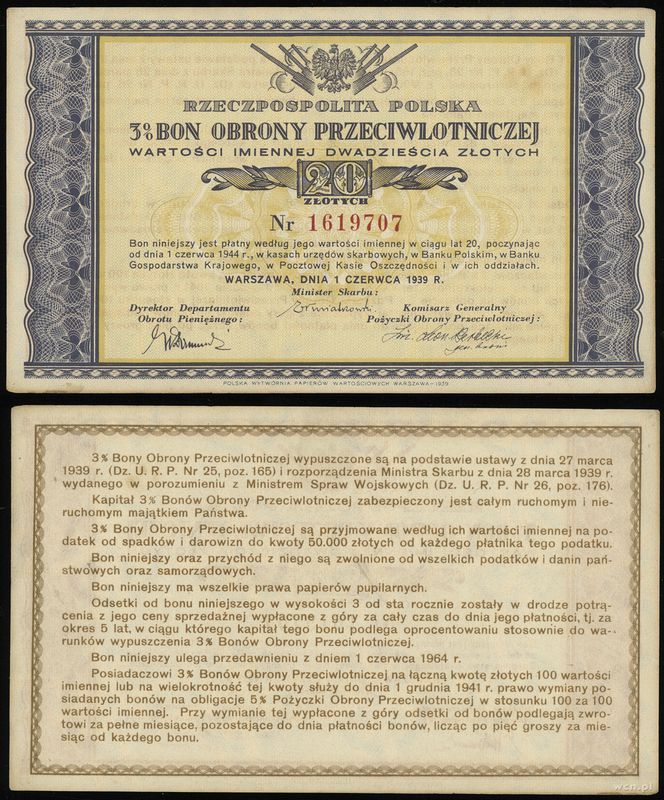 RZECZPOSPOLITA POLSKA
3% BON OBRONY PRZECIWLOTNICZEJ
WARTOŚCI IMIENNEJ DWADZIEŚCIA ZŁOTYCH
20
ZŁOTYCH
Nr 1619707
Bon niniejszy jest płatny według jego wartości imiennej w ciągu lat 20, poczynając
od dnia 1 czerwca 1944 r., w kasach urzędów skarbowych, w Banku Polskim, w Banku
Gospodarstwa Krajowego, w Pocztowej Kasie Oszczędności i w ich oddziałach.
WARSZAWA, DNIA 1 CZERWCA 1939 R.
Minister Skarbu:
Dyrektor Departamentu
Obrotu Pieniężnego:
Komisarz Generalny
Pożyczki Obrony Przeciwlotniczej:
POLSKA WYTWÓRNIA PAPIERÓW WARTOŚCIOWYCH WARSZAWA-1939
3% Bony Obrony Przeciwlotniczej wypuszczone są na podstawie ustawy z dnia 27 marca
1939 r. (Dz. U. R. P. Nr 25, poz. 165) i rozporządzenia Ministra Skarbu z dnia 28 marca 1939 r.
wydanego w porozumieniu z Ministrem Spraw Wojskowych (Dz. U. R. P. Nr 26, poz. 176).
Kapitał 3% Bonów Obrony Przeciwlotniczej zabezpieczony jest całym ruchomym i nie-
ruchomym majątkiem Państwa.
3% Bony Obrony Przeciwlotniczej są przyjmowane według ich wartości imiennej na po-
datek od spadków i darowizn do kwoty 50.000 złotych od każdego płatnika tego podatku.
Bon niniejszy oraz przychód z niego są zwolnione od wszelkich podatków i danin pań-
stwowych oraz samorządowych.
Bon niniejszy ma wszelkie prawa papierów pupilarnych.
Odsetki od bonu niniejszego w wysokości 3 od sta rocznie zostały w drodze potrą-
cenia z jego ceny sprzedażnej wypłacone z góry za cały czas do dnia jego płatności, tj. za
okres 5 lat, w ciągu którego kapitał tego bonu podlega oprocentowaniu stosownie do wa-
runków wypuszczenia 3% Bonów Obrony Przeciwlotniczej.
Bon niniejszy ulega przedawnieniu z dniem 1 czerwca 1964 r.
Posiadaczowi 3% Bonów Obrony Przeciwlotniczej na łączną kwotę złotych 100 wartości
imiennej lub na wielokrotność tej kwoty służy do dnia 1 grudnia 1941 r. prawo wymiany po-
siadanych bonów na obligacje 5% Pożyczki Obrony Przeciwlotniczej w stosunku 100 za 100
wartości imiennej. Przy wymianie tej wypłacone z góry odsetki od bonów podlegają zwro-
towi za pełne miesiące, pozostające do dnia płatności bonów, licząc po pięć groszy za mie-
siąc od każdego bonu.
wcn.pl